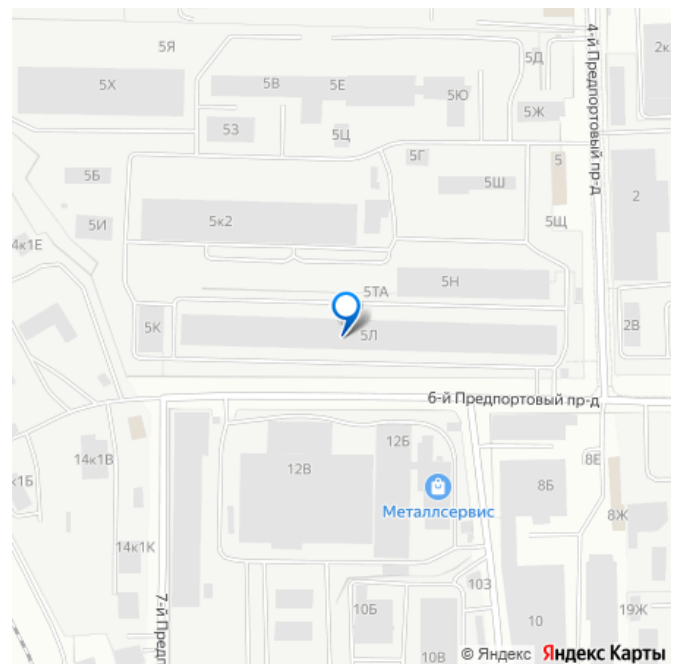 5Я
5Д
2к
5Х
5В
5Е
5Ю
5Ж
4-й Предпортовый пр-д
53
5Ц
5Г
5
5Б
5Ш
2
5И
5к2
5Щ
4к1Е
5Н
5ТА
5К
5Л
2В
6-й Предпортовый пр-д
12Б
14к1В
12В
8Е
к1Б
8Б
Металлсервис
8Ж
14к1К
103
7-й Предп
10Б
10
19Ж
10В
© Яндекс Яндекс Карты